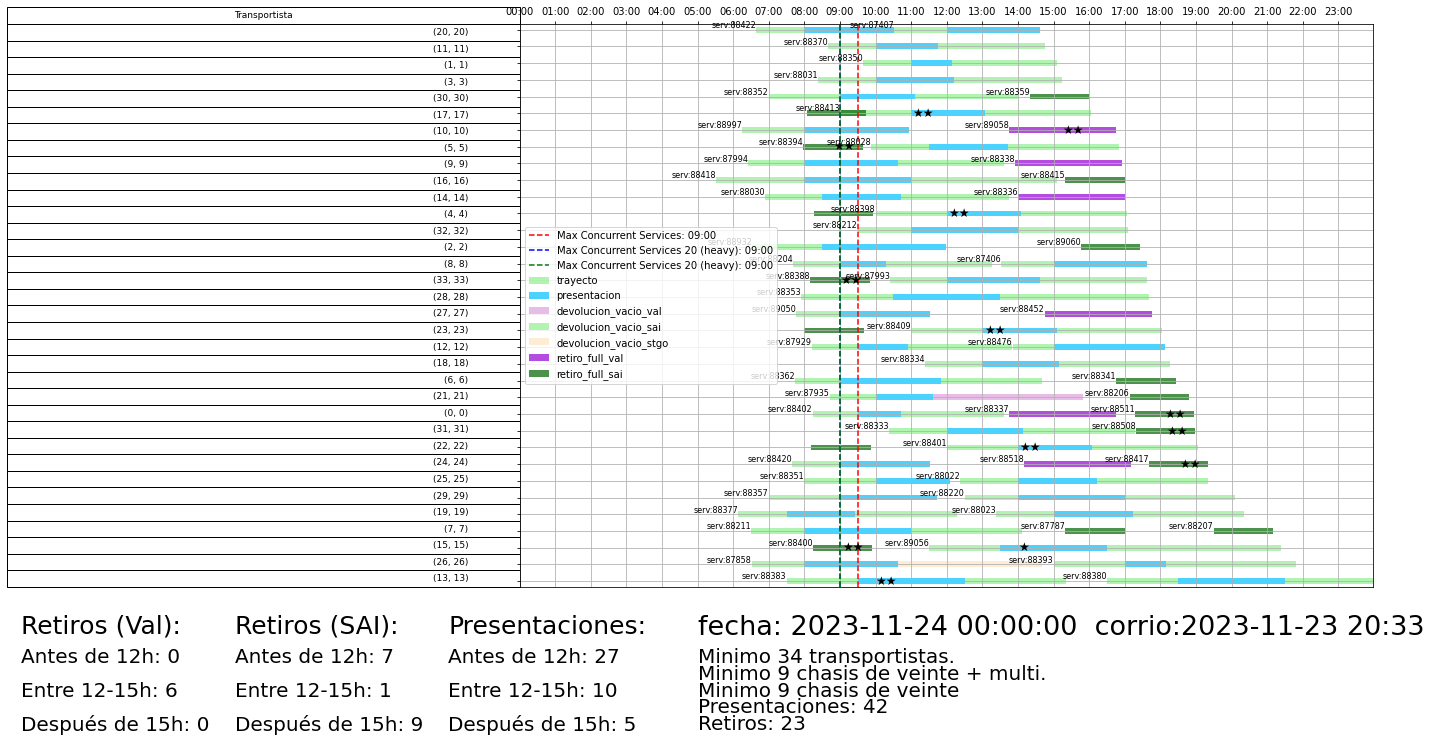 Transportista
00:00 01:00 02:00 03:00 04:00 05:00 06:00 07:00 08:00 09:00 10:00 11:00 12:00 13:00 14:00 15:00 16:00 17:00 18:00 19:00 20:00 21:00 22:00 23:00
(20, 20) serv:88422 serv:87407
(11, 11) serv:88370
(1, 1) serv:88350
(3, 3) serv:88031
(30, 30) serv:88352 serv:88359
(17, 17) serv:88413
(10, 10) serv:88997 serv:89058
(5, 5) serv:88394 serv:88028
(9, 9) serv:87994 serv:88338
(16, 16) serv:88418 serv:88415
(14, 14) serv:88030 serv:88336
(4, 4) serv:88398
(32, 32) serv:88212
(2, 2) serv:88932 serv:89060
(8, 8) 204 serv:87406
(33, 33) serv:88388 serv:87993
(28, 28) serv:88353
(27, 27) 89050 serv:88452
(23, 23) serv:88409
(12, 12) serv:87929 serv:88476
(18, 18) serv:88334
(6, 6) 88362 serv:88341
(21, 21) serv:87935 serv:88206
(0, 0) serv:88402 serv:88337 serv:88511
(31, 31) serv:88333 serv:88508
(22, 22) serv:88401
(24, 24) serv:88420 serv:88518 serv:88417
(25, 25) serv:88351 serv:88022
(29, 29) serv:88357 serv:88220
(19, 19) serv:88377 serv:88023
(7, 7) serv:88211 serv:87787 serv:88207
(15, 15) serv:88400 serv:89056
(26, 26) serv:87858 serv:88393
(13, 13) serv:88383 serv:88380
Max Concurrent Services: 09:00
Max Concurrent Services 20 (heavy): 09:00
Max Concurrent Services 20 (heavy): 09:00
trayecto
presentacion
devolucion_vacio_val
devolucion_vacio_sai
devolucion_vacio_stgo
retiro_full_val
retiro_full_sai
Retiros (Val):
Antes de 12h: 0
Entre 12-15h: 6
Después de 15h: 0
Retiros (SAI):
Antes de 12h: 7
Entre 12-15h: 1
Después de 15h: 9
Presentaciones:
Antes de 12h: 27
Entre 12-15h: 10
Después de 15h: 5
fecha: 2023-11-24 00:00:00 corrio:2023-11-23 20:33
Minimo 34 transportistas.
Minimo 9 chasis de veinte + multi.
Minimo 9 chasis de veinte
Presentaciones: 42
Retiros: 23